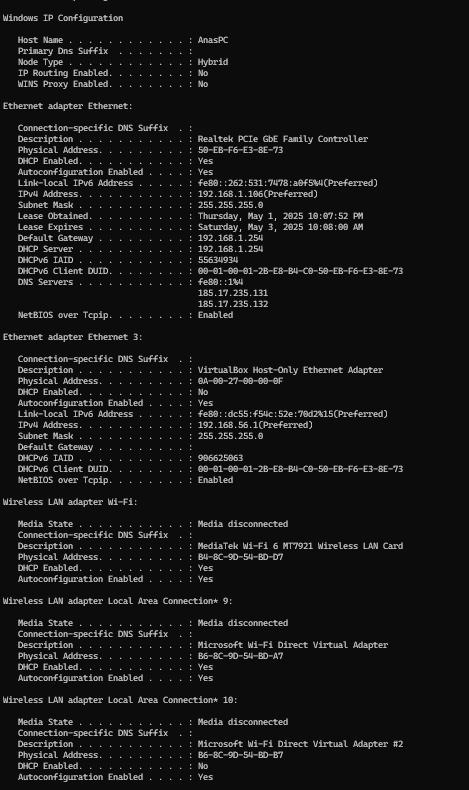 Windows IP Configuration
Host Name . . . . . . . . . . . . : AnasPC
Primary Dns Suffix . . . . . . . :
Node Type . . . . . . . . . . . . : Hybrid
IP Routing Enabled. . . . . . . . : No
WINS Proxy Enabled. . . . . . . . : No
Ethernet adapter Ethernet:
Connection-specific DNS Suffix . :
Description . . . . . . . . . . . : Realtek PCIe GbE Family Controller
Physical Address. . . . . . . . . : 50-EB-F6-E3-8E-73
DHCP Enabled. . . . . . . . . . . : Yes
Autoconfiguration Enabled . . . . : Yes
Link-local IPv6 Address . . . . . : fe80::262:531:7478:a0f5%4(Preferred)
IPv4 Address. . . . . . . . . . . : 192.168.1.106(Preferred)
Subnet Mask . . . . . . . . . . . : 255.255.255.0
Lease Obtained. . . . . . . . . . : Thursday, May 1, 2025 10:07:52 PM
Lease Expires . . . . . . . . . . : Saturday, May 3, 2025 10:08:00 AM
Default Gateway . . . . . . . . . : 192.168.1.254
DHCP Server . . . . . . . . . . . : 192.168.1.254
DHCPv6 IAID . . . . . . . . . . . : 55634934
DHCPv6 Client DUID. . . . . . . . : 00-01-00-01-2B-E8-B4-C0-50-EB-F6-E3-8E-73
DNS Servers . . . . . . . . . . . : fe80::1%4
185.17.235.131
185.17.235.132
NetBIOS over Tcpip. . . . . . . . : Enabled
Ethernet adapter Ethernet 3:
Connection-specific DNS Suffix . :
Description . . . . . . . . . . . : VirtualBox Host-Only Ethernet Adapter
Physical Address. . . . . . . . . : 0A-00-27-00-00-0F
DHCP Enabled. . . . . . . . . . . : No
Autoconfiguration Enabled . . . . : Yes
Link-local IPv6 Address . . . . . : fe80::dc55:f54c:52e:70d2%15(Preferred)
IPv4 Address. . . . . . . . . . . : 192.168.56.1(Preferred)
Subnet Mask . . . . . . . . . . . : 255.255.255.0
Default Gateway . . . . . . . . . :
DHCPv6 IAID . . . . . . . . . . . : 906625063
DHCPv6 Client DUID. . . . . . . . : 00-01-00-01-2B-E8-B4-C0-50-EB-F6-E3-8E-73
NetBIOS over Tcpip. . . . . . . . : Enabled
Wireless LAN adapter Wi-Fi:
Media State . . . . . . . . . . . : Media disconnected
Connection-specific DNS Suffix . :
Description . . . . . . . . . . . : MediaTek Wi-Fi 6 MT7921 Wireless LAN Card
Physical Address. . . . . . . . . : B4-8C-9D-54-BD-D7
DHCP Enabled. . . . . . . . . . . : Yes
Autoconfiguration Enabled . . . . : Yes
Wireless LAN adapter Local Area Connection* 9:
Media State . . . . . . . . . . . : Media disconnected
Connection-specific DNS Suffix . :
Description . . . . . . . . . . . : Microsoft Wi-Fi Direct Virtual Adapter
Physical Address. . . . . . . . . : B6-8C-9D-54-BD-A7
DHCP Enabled. . . . . . . . . . . : Yes
Autoconfiguration Enabled . . . . : Yes
Wireless LAN adapter Local Area Connection* 10:
Media State . . . . . . . . . . . : Media disconnected
Connection-specific DNS Suffix . :
Description . . . . . . . . . . . : Microsoft Wi-Fi Direct Virtual Adapter #2
Physical Address. . . . . . . . . : B6-8C-9D-54-BD-B7
DHCP Enabled. . . . . . . . . . . : No
Autoconfiguration Enabled . . . . : Yes